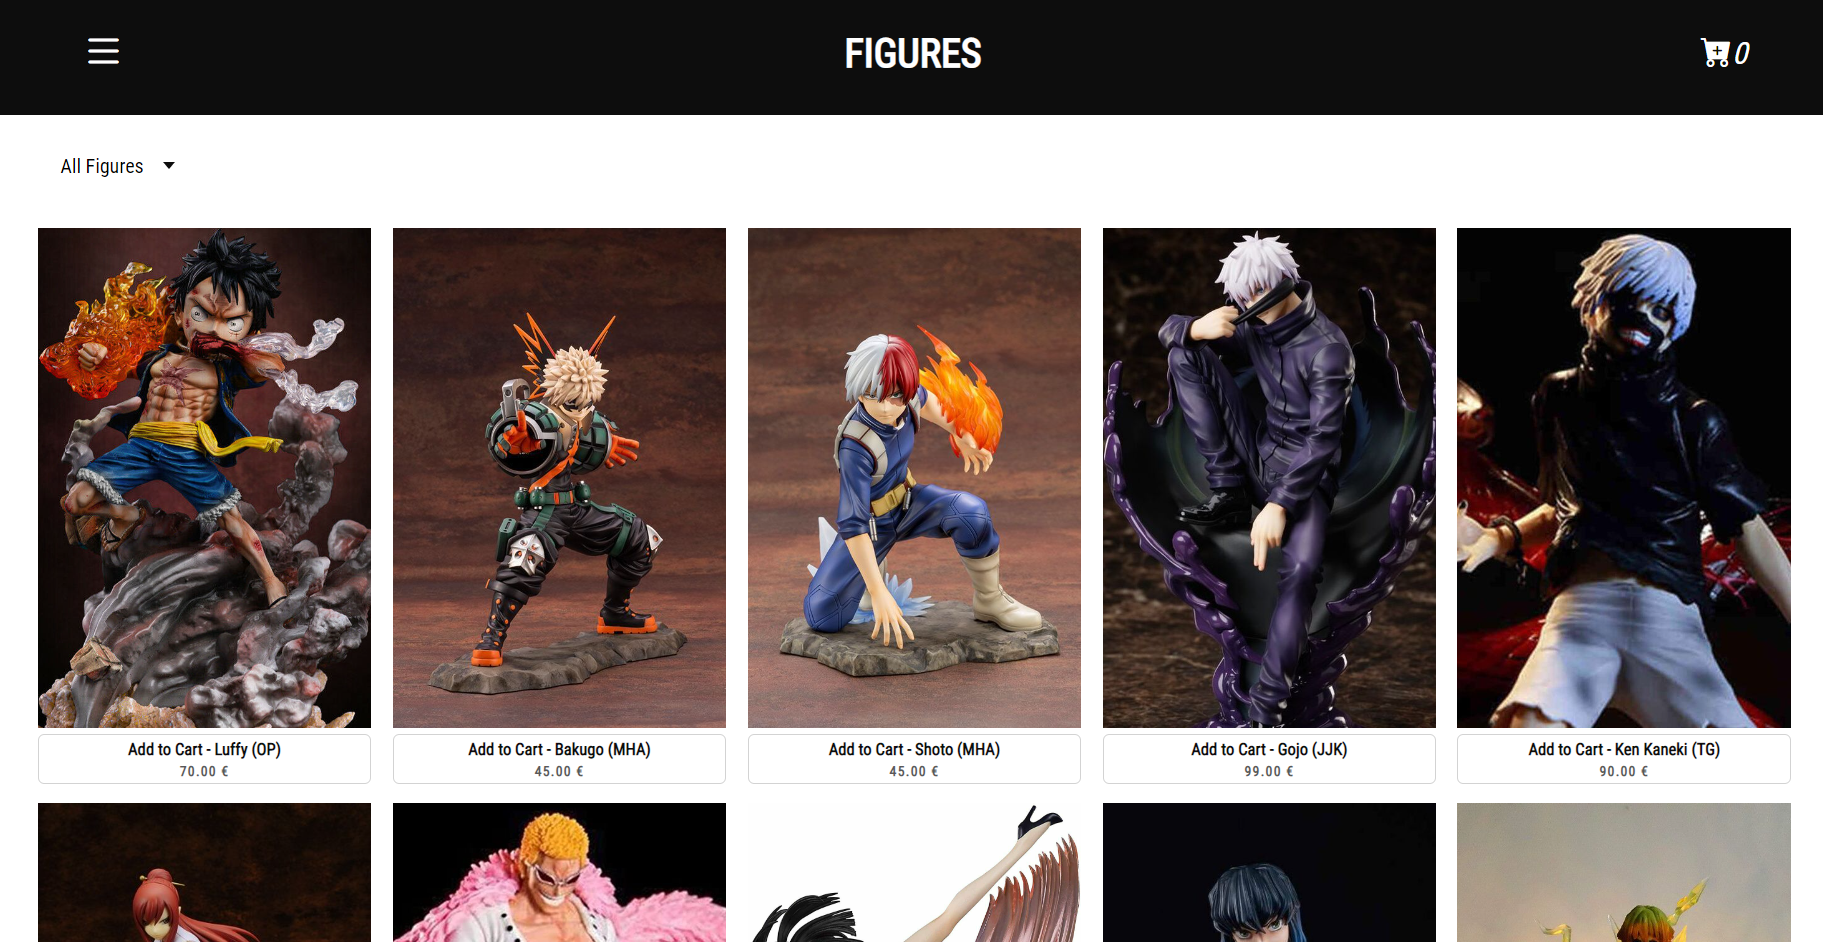 FIGURES
0
All Figures
Add to Cart - Luffy (OP)
70.00 €
Add to Cart - Bakugo (MHA)
45.00 €
Add to Cart - Shoto (MHA)
45.00 €
Add to Cart - Gojo (JJK)
99.00 €
Add to Cart - Ken Kaneki (TG)
90.00 €